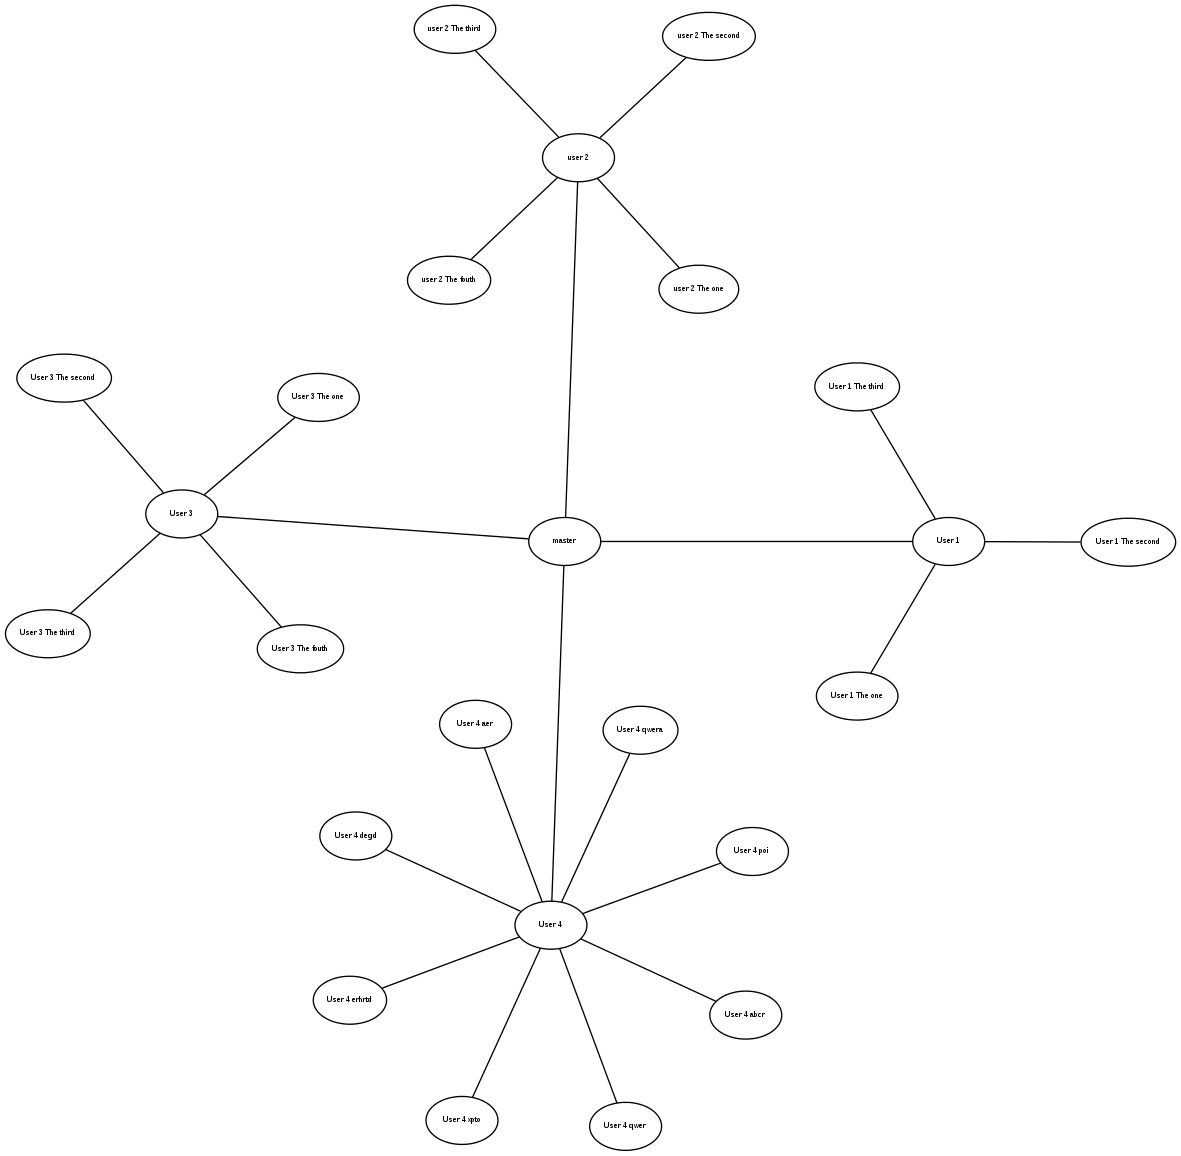 user 2 The third
user 2 The second
user 2
user 2 The fouth
user 2 The one
User 3 The second
User 3 The one
User 1 The third
User 3
master
User 1
User 1 The second
User 3 The third
User 3 The fouth
User 1 The one
User 4 aer
User 4 qwera
User 4 degd
User 4 poi
User 4
User 4 erhrtd
User 4 abcr
User 4 xpto
User 4 qwer